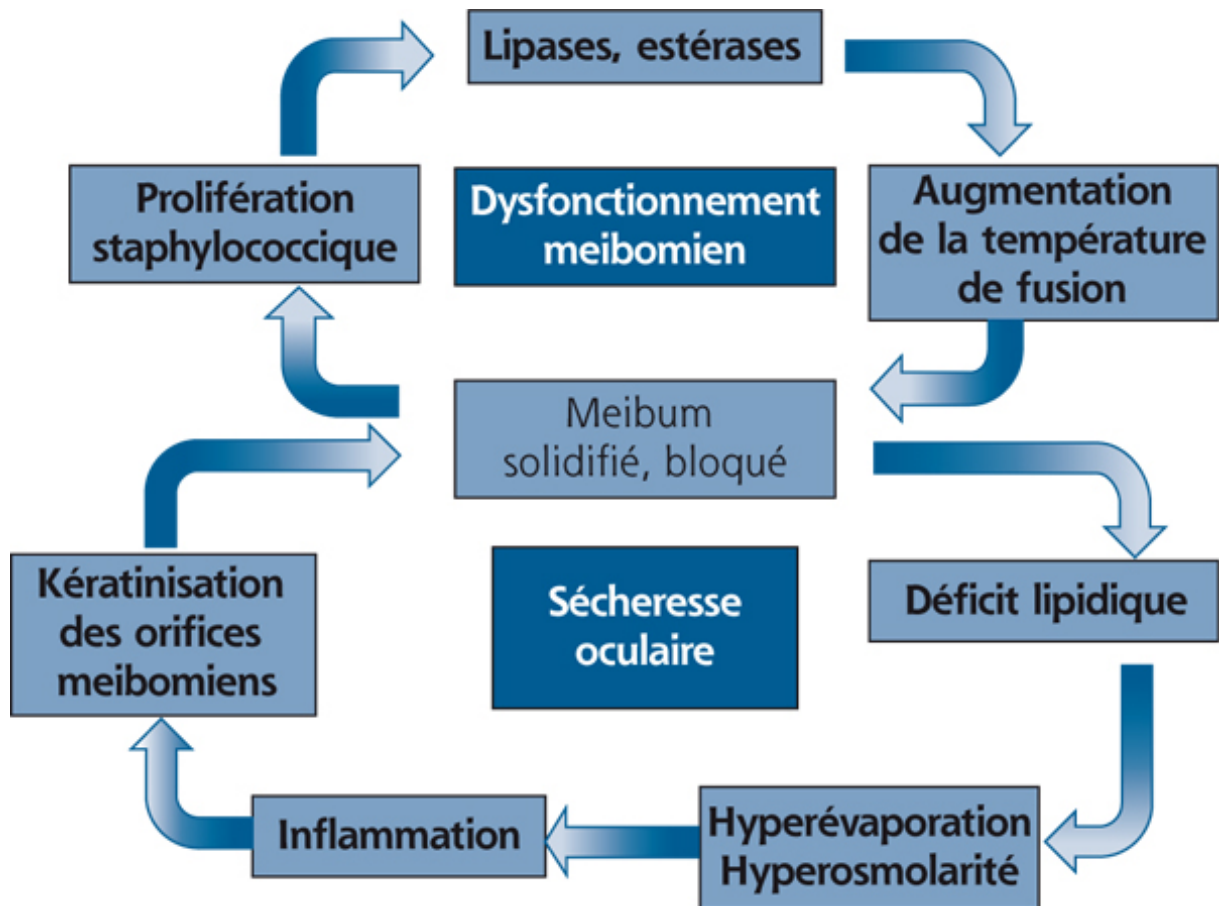 Lipases, estérases
Prolifération
staphylococcique
Dysfonctionnement
meibomien
Augmentation
de la température
de fusion
Meibum
solidifié, bloqué
Kératinisation
des orifices
meibomiens
Sécheresse
oculaire
Déficit lipidique
Inflammation
Hyperévaporation
Hyperosmolarité